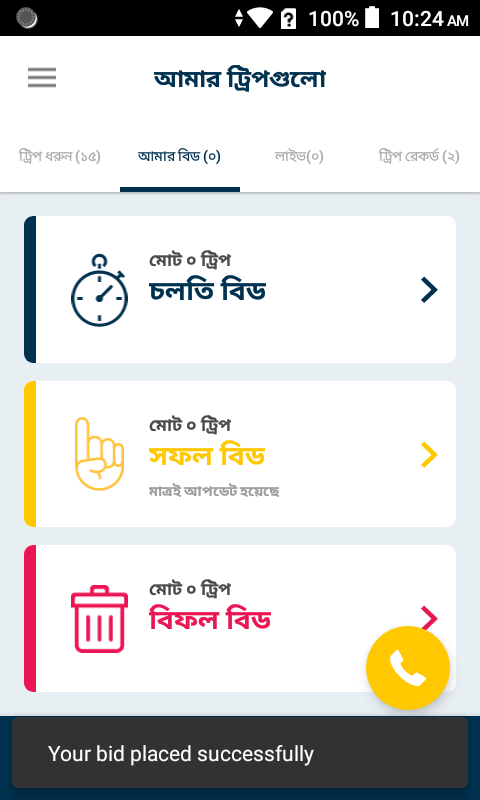 100% 10:24 AM
আমার ট্রিপগুলো
ট্রিপ ধরুন (১৫) আমার বিড (০) লাইভ(০) ট্রিপ রেকর্ড (২)
মোট ০ ট্রিপ
চলতি বিড
মোট ০ ট্রিপ
সফল বিড
মাত্রই আপডেট হয়েছে
মোট ০ ট্রিপ
বিফল বিড
Your bid placed successfully